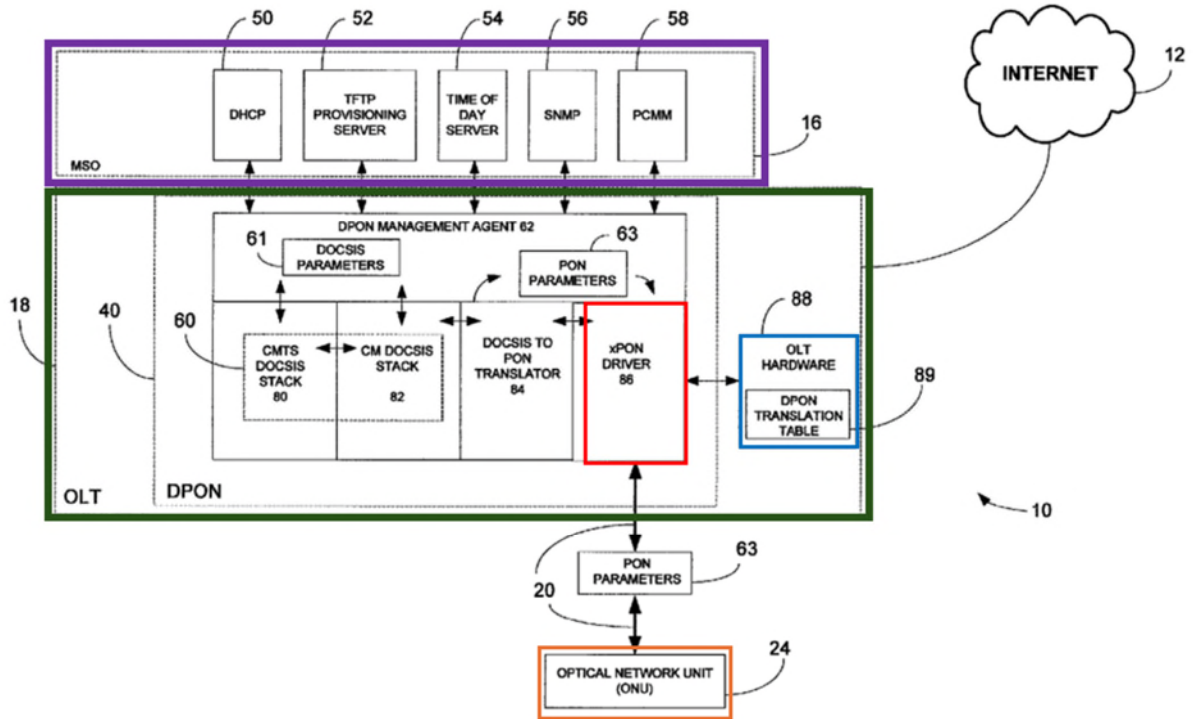 50
52
54
56
58
DHCP
TFTP
PROVISIONING
SERVER
TIME OF
DAY
SERVER
SNMP
PCMM
MSO
16
INTERNET
12
DPON MANAGEMENT AGENT 62
61
DOCSIS
PARAMETERS
63
PON
PARAMETERS
18
40
60
CMTS
DOCSIS
STACK
80
CM DOCSIS
STACK
82
DOCSIS TO
PON
TRANSLATOR
84
xPON
DRIVER
86
88
OLT
HARDWARE
DPON
TRANSLATION
TABLE
89
OLT
DPON
10
20
PON
PARAMETERS
63
OPTICAL NETWORK UNIT
(ONU)
24